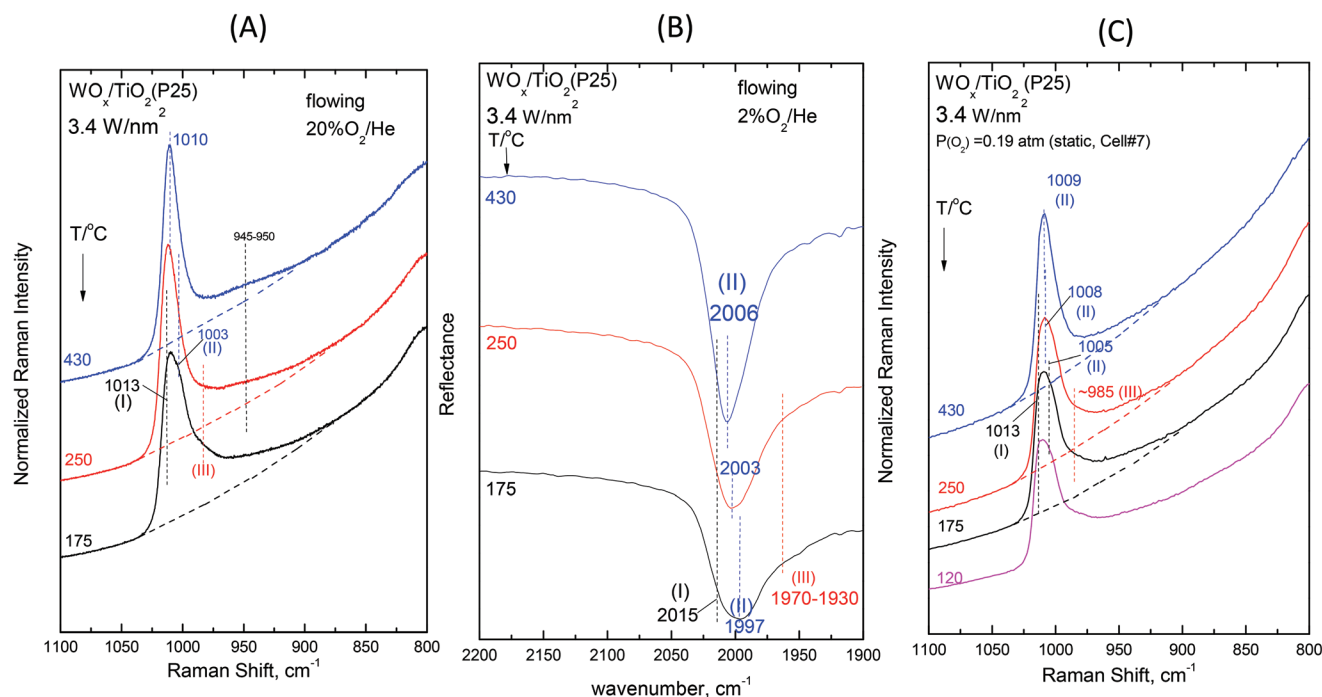 (A)
WOx/TiO2(P25)
3.4 W/nm2
flowing
20%O2/He
T/°C
1010
945-950
1003
(II)
1013
(I)
(III)
430
250
175
Normalized Raman Intensity
1100 1050 1000 950 900 850 800
Raman Shift, cm-1
(B)
WOx/TiO2(P25)
3.4 W/nm2
flowing
2%O2/He
T/°C
430
250
175
(II)
2006
2003
(I)
2015
(II)
1997
(III)
1970-1930
Reflectance
2200 2150 2100 2050 2000 1950 1900
wavenumber, cm-1
(C)
WOx/TiO2(P25)
3.4 W/nm2
P(O2) =0.19 atm (static, Cell#7)
T/°C
1009
(II)
1008
(II)
1005
(II)
~985 (III)
1013
(I)
430
250
175
120
Normalized Raman Intensity
1100 1050 1000 950 900 850 800
Raman Shift, cm-1